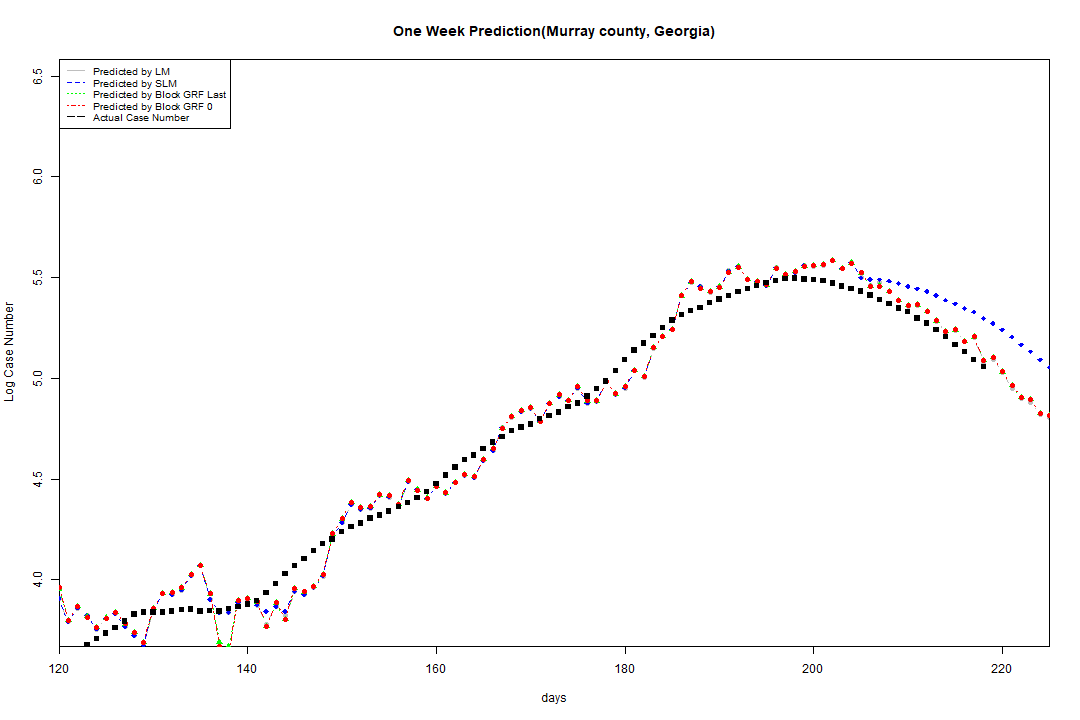 One Week Prediction(Murray county, Georgia)
Predicted by LM
Predicted by SLM
Predicted by Block GRF Last
Predicted by Block GRF 0
Actual Case Number
6.5
6.0
5.5
5.0
4.5
4.0
Log Case Number
120 140 160 180 200 220
days